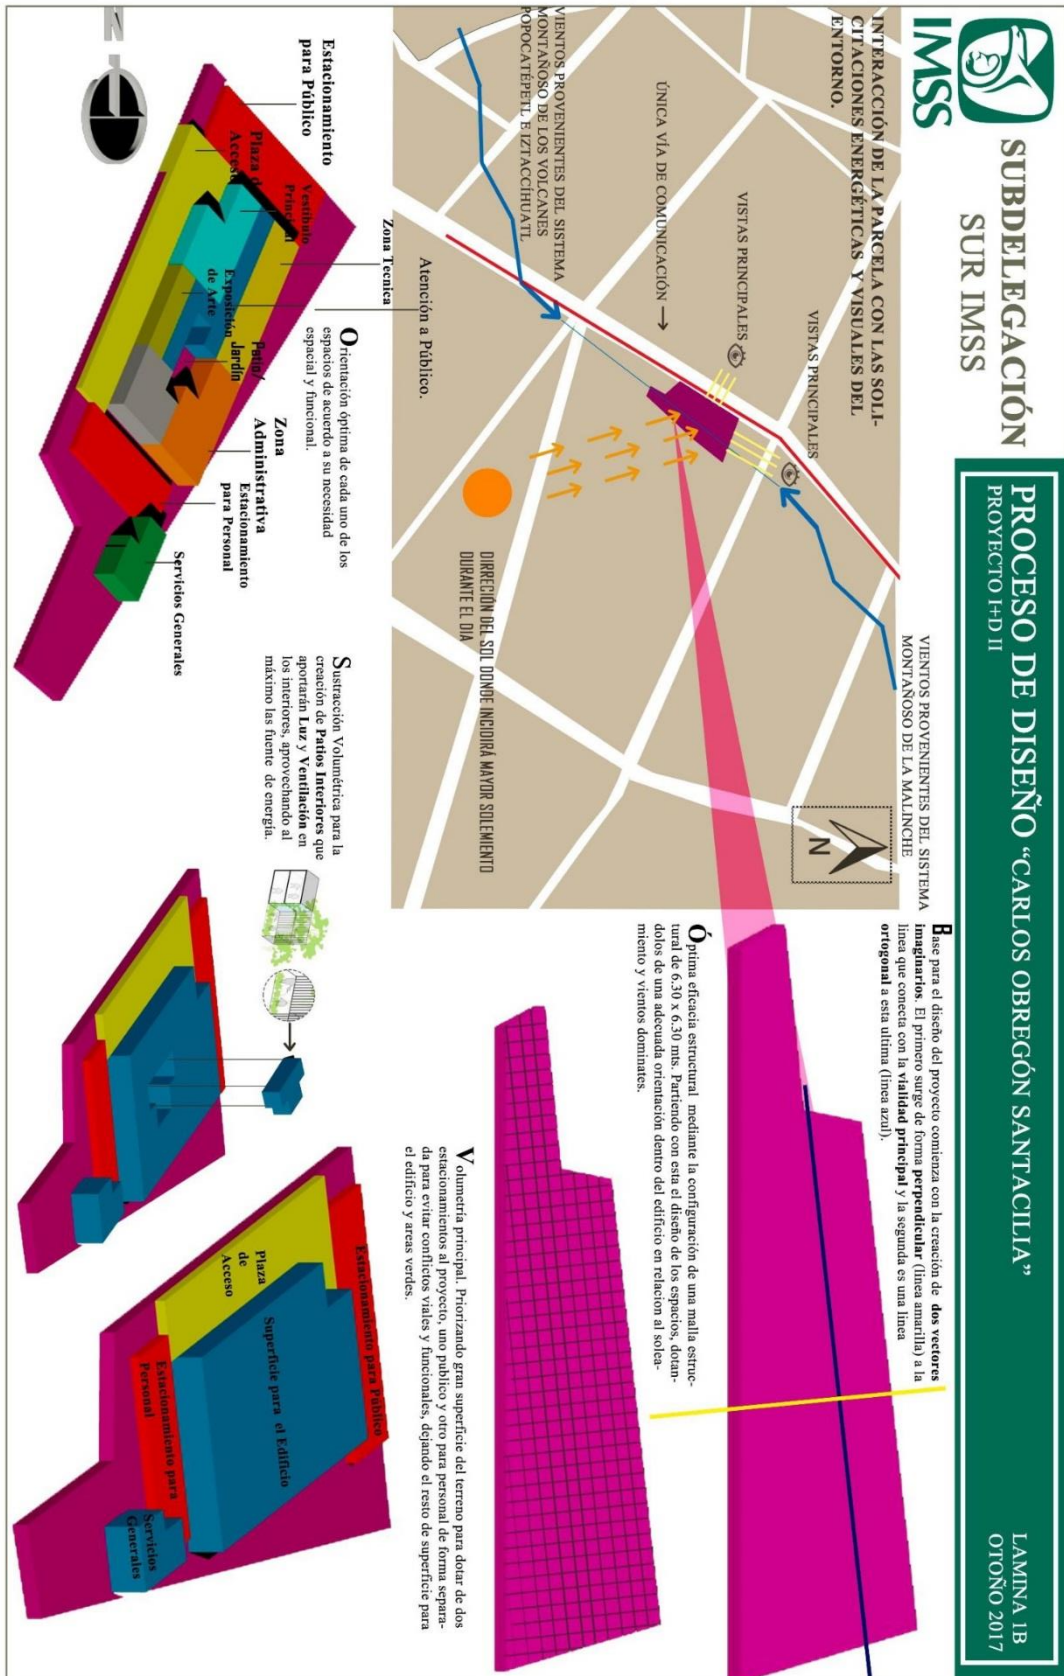 IMSS
SUBDELEGACIÓN
SUR IMSS
PROCESO DE DISEÑO “CARLOS OBREGÓN SANTACILIA”
PROYECTO I+D II
LAMINA 1B
OTOÑO 2017
INTERACCIÓN DE LA PARCELA CON LAS SOLI-
CITACIONES ENERGÉTICAS Y VISUALES DEL
ENTORNO.
VISTAS PRINCIPALES
VISTAS PRINCIPALES
ÚNICA VÍA DE COMUNICACIÓN
VIENTOS PROVENIENTES DEL SISTEMA
MONTAÑOSO DE LOS VOLCANES
POPOCATÉPETL E IZTACCÍHUATL
VIENTOS PROVENIENTES DEL SISTEMA
MONTAÑOSO DE LA MALINCHE
N
DIRRECIÓN DEL SOL DONDE INCIDIRÁ MAYOR SOLEMIENTO
DURANTE EL DIA
Base para el diseño del proyecto comienza con la creación de dos vectores
imaginarios. El primero surge de forma perpendicular (linea amarilla) a la
linea que conecta con la vialidad principal y la segunda es una linea
ortogonal a esta ultima (linea azul).
Óptima eficacia estructural mediante la configuración de una malla estruc-
tural de 6.30 x 6.30 mts. Partiendo con esta el diseño de los espacios, dotan-
dolos de una adecuada orientación dentro del edificio en relacion al solea-
miento y vientos dominates.
Volumetría principal. Priorizando gran superficie del terreno para dotar de dos
estacionamientos al proyecto, uno publico y otro para personal de forma separa-
da para evitar conflictos viales y funcionales, dejando el resto de superficie para
el edificio y areas verdes.
Estacionamiento para Público
Superficie para el Edificio
Plaza
de
Acceso
Estacionamiento para
Personal
Servicios
Generales
Sustracción Volumétrica para la
creación de Patios Interiores que
aportarán Luz y Ventilación en
los interiores, aprovechando al
máximo las fuente de energía.
Orientación óptima de cada uno de los
espacios de acuerdo a su necesidad
espacial y funcional.
Atención a Público.
Zona Tecnica
Vestíbulo
Principal
Plaza de
Acceso
Estacionamiento
para Público
Exposición
de Arte
Patio/
Jardín
Zona
Administrativa
Estacionamiento
para Personal
Servicios Generales
N